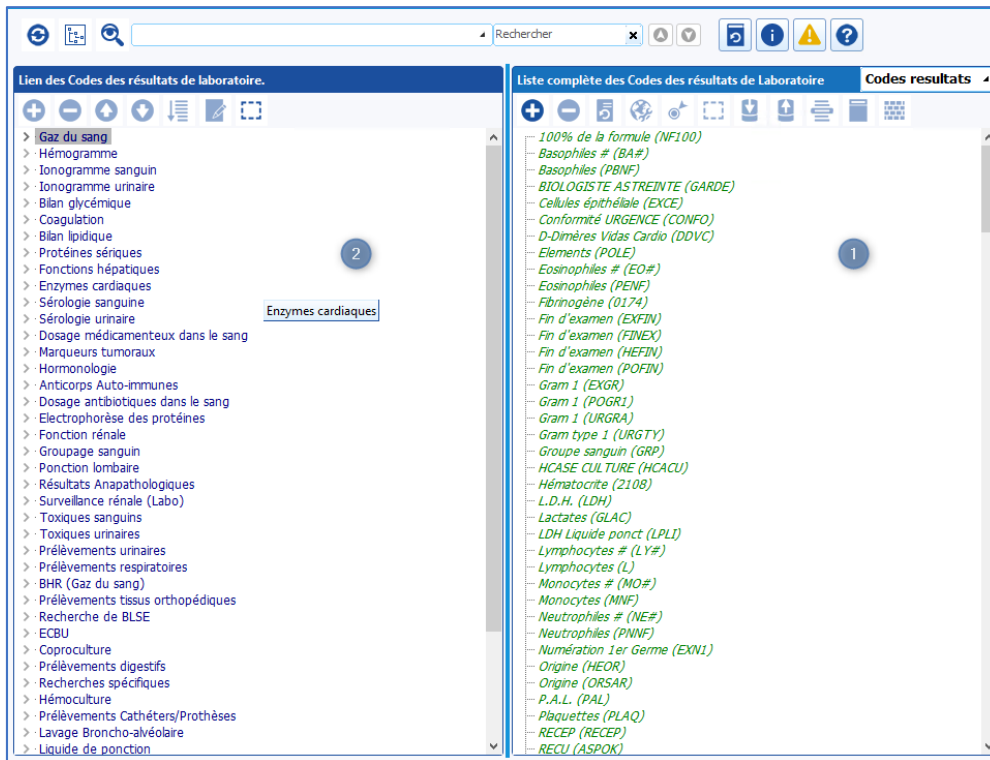 Rechercher
Lien des Codes des résultats de laboratoire.
Gaz du sang
Hémogramme
Ionogramme sanguin
Ionogramme urinaire
Bilan glycémique
Coagulation
Bilan lipidique
Protéines sériques
Fonctions hépatiques
Enzymes cardiaques
Sérologie sanguine
Sérologie urinaire
Dosage médicamenteux dans le sang
Marqueurs tumoraux
Hormonologie
Anticorps Auto-immunes
Dosage antibiotiques dans le sang
Electrophorèse des protéines
Fonction rénale
Groupage sanguin
Ponction lombaire
Résultats Anapathologiques
Surveillance rénale (Labo)
Toxiques sanguins
Toxiques urinaires
Prélèvements urinaires
Prélèvements respiratoires
BHR (Gaz du sang)
Prélèvements tissus orthopédiques
Recherche de BLSE
ECBU
Coproculture
Prélèvements digestifs
Recherches spécifiques
Hémoculture
Prélèvements Cathéters/Prothèses
Lavage Broncho-alvéolaire
Liquide de ponction
2
Enzymes cardiaques
Liste complète des Codes des résultats de Laboratoire
Codes resultats
100% de la formule (NF100)
Basophiles # (BA#)
Basophiles (PBNF)
BIOLOGISTE ASTREINTE (GARDE)
Cellules épithéliale (EXCE)
Conformité URGENCE (CONFO)
D-Dimères Vidas Cardio (DDVC)
Elements (POLE)
Eosinophiles # (EO#)
Eosinophiles (PENF)
Fibrinogène (0174)
Fin d'examen (EXFIN)
Fin d'examen (FINEX)
Fin d'examen (HEFIN)
Fin d'examen (POFIN)
Gram 1 (EXGR)
Gram 1 (POGR1)
Gram 1 (URGRA)
Gram type 1 (URGTY)
Groupe sanguin (GRP)
HCASE CULTURE (HCACU)
Hématocrite (2108)
L.D.H. (LDH)
Lactates (GLAC)
LDH Liquide ponct (LPLI)
Lymphocytes # (LY#)
Lymphocytes (L)
Monocytes # (MO#)
Monocytes (MNF)
Neutrophiles # (NE#)
Neutrophiles (PNNF)
Numération 1er Germe (EXN1)
Origine (HEOR)
Origine (ORSAR)
P.A.L. (PAL)
Plaquettes (PLAQ)
RECEP (RECEP)
RECU (ASPOK)
1